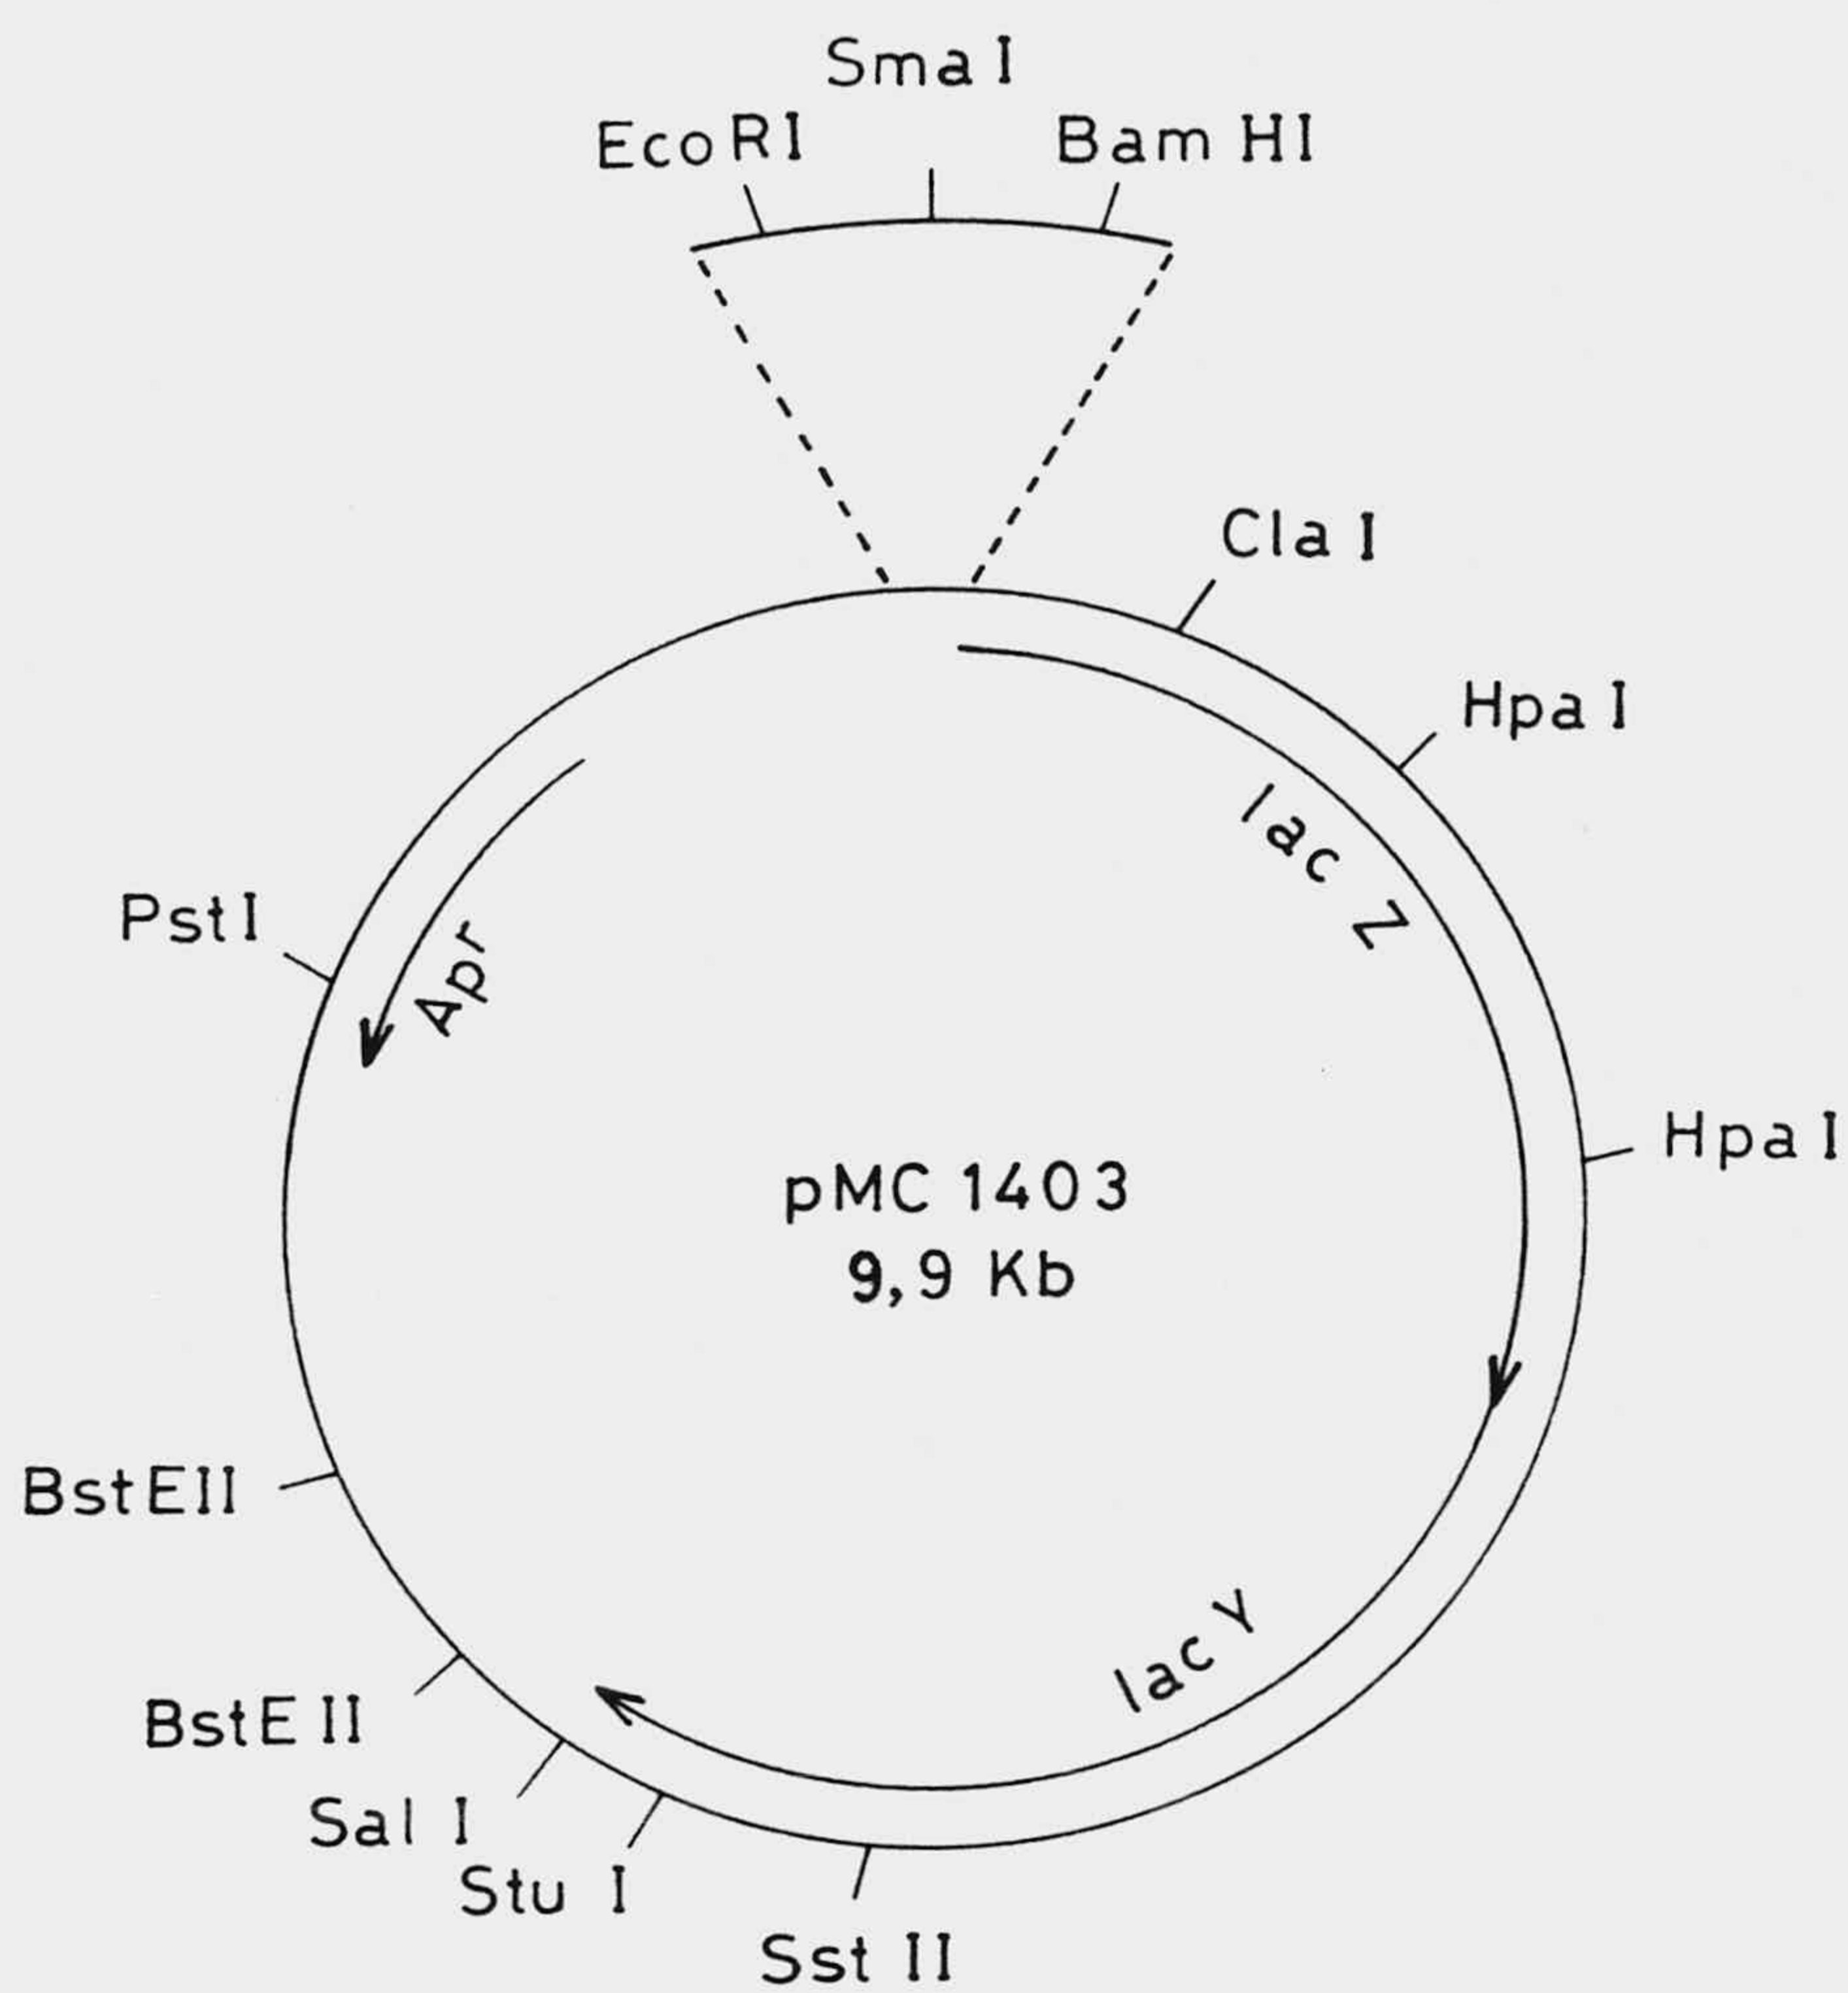 Sma I
EcoRI
Bam HI
Cla I
Hpa I
lac Z
PstI
Apr
Hpa I
pMC 1403
9,9 Kb
BstEII
lac Y
BstE II
Sal I
Stu I
Sst II